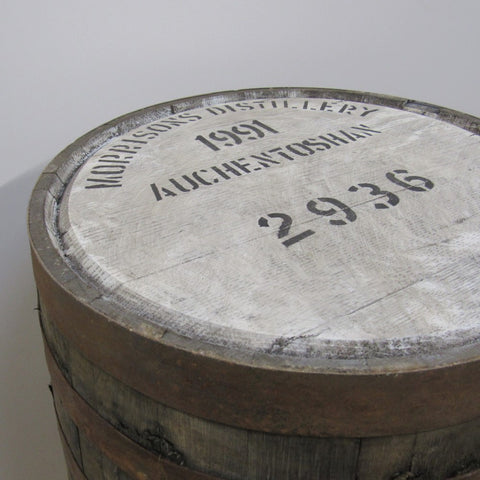 MORRISONS DISTILLERY
1991
AUCHENTOSHAN
2936